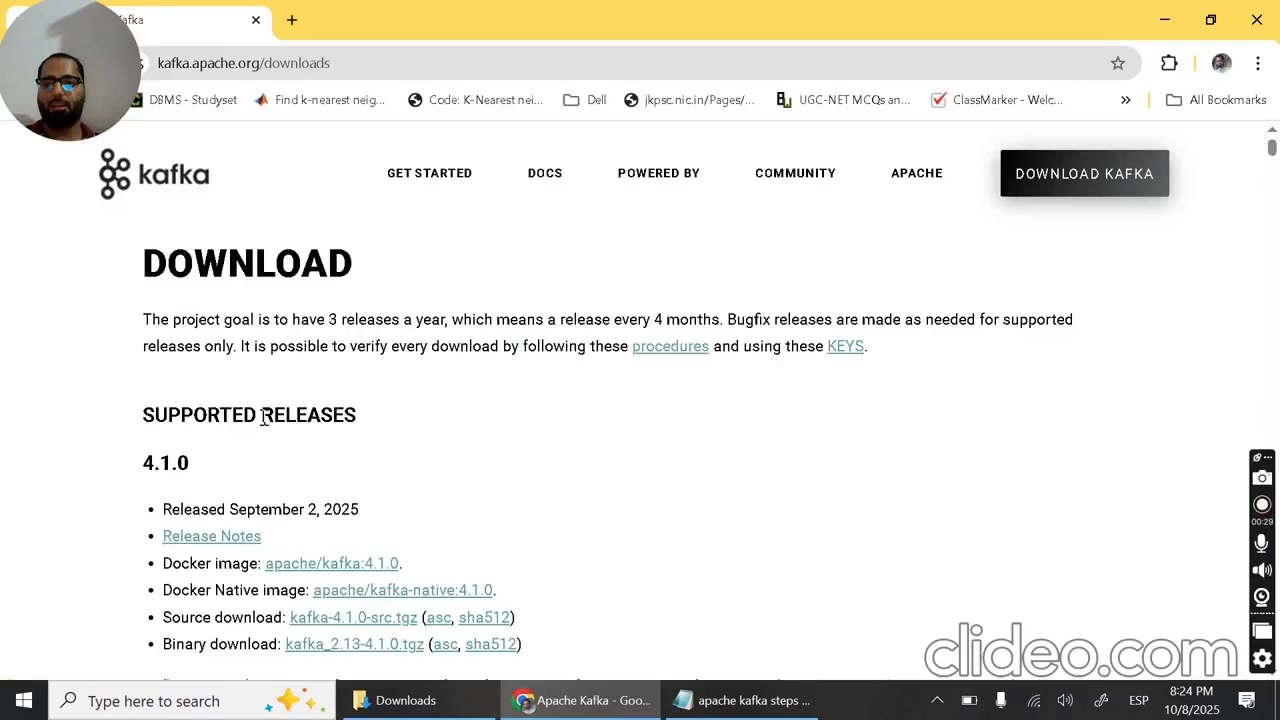 afka
kafka.apache.org/downloads
DBMS - Studyset
Find k-nearest neig...
Code: K-Nearest nei...
Dell
jkpsc.nic.in/Pages/...
UGC-NET MCQs an...
ClassMarker - Welc...
All Bookmarks
kafka
GET STARTED
DOCS
POWERED BY
COMMUNITY
APACHE
DOWNLOAD KAFKA
DOWNLOAD
The project goal is to have 3 releases a year, which means a release every 4 months. Bugfix releases are made as needed for supported
releases only. It is possible to verify every download by following these procedures and using these KEYS.
SUPPORTED RELEASES
4.1.0
• Released September 2, 2025
• Release Notes
• Docker image: apache/kafka:4.1.0.
• Docker Native image: apache/kafka-native:4.1.0.
• Source download: kafka-4.1.0-src.tgz (asc, sha512)
• Binary download: kafka_2.13-4.1.0.tgz (asc, sha512)
00:29
clideo.com
Type here to search
Downloads
Apache Kafka - Goo...
apache kafka steps ...
ESP
8:24 PM
10/8/2025